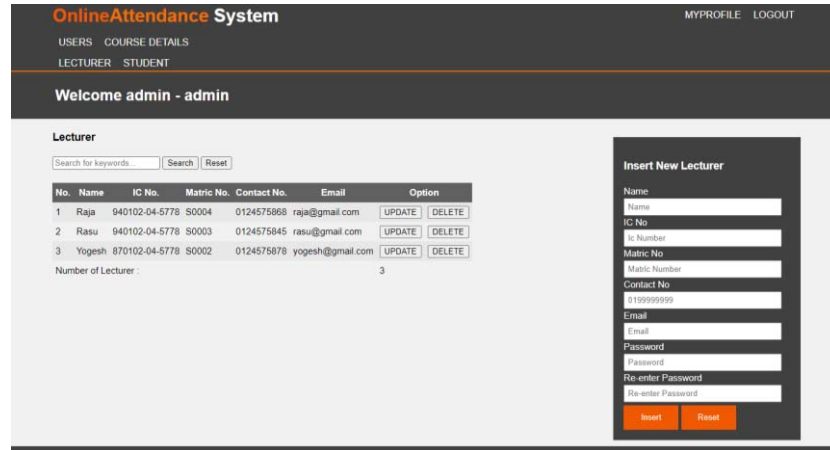 OnlineAttendance System
MYPROFILE LOGOUT
USERS COURSE DETAILS
LECTURER STUDENT
Welcome admin - admin
Lecturer
Search for keywords... Search Reset
No. Name IC No. Matric No. Contact No. Email Option
1 Raja 940102-04-5778 S0004 0124575868 raja@gmail.com UPDATE DELETE
2 Rasu 940102-04-5778 S0003 0124575845 rasu@gmail.com UPDATE DELETE
3 Yogesh 870102-04-5778 S0002 0124575878 yogesh@gmail.com UPDATE DELETE
Number of Lecturer : 3
Insert New Lecturer
Name
Name
IC No
Ic Number
Matric No
Matric Number
Contact No
0199999999
Email
Email
Password
Password
Re-enter Password
Re-enter Password
Insert Reset